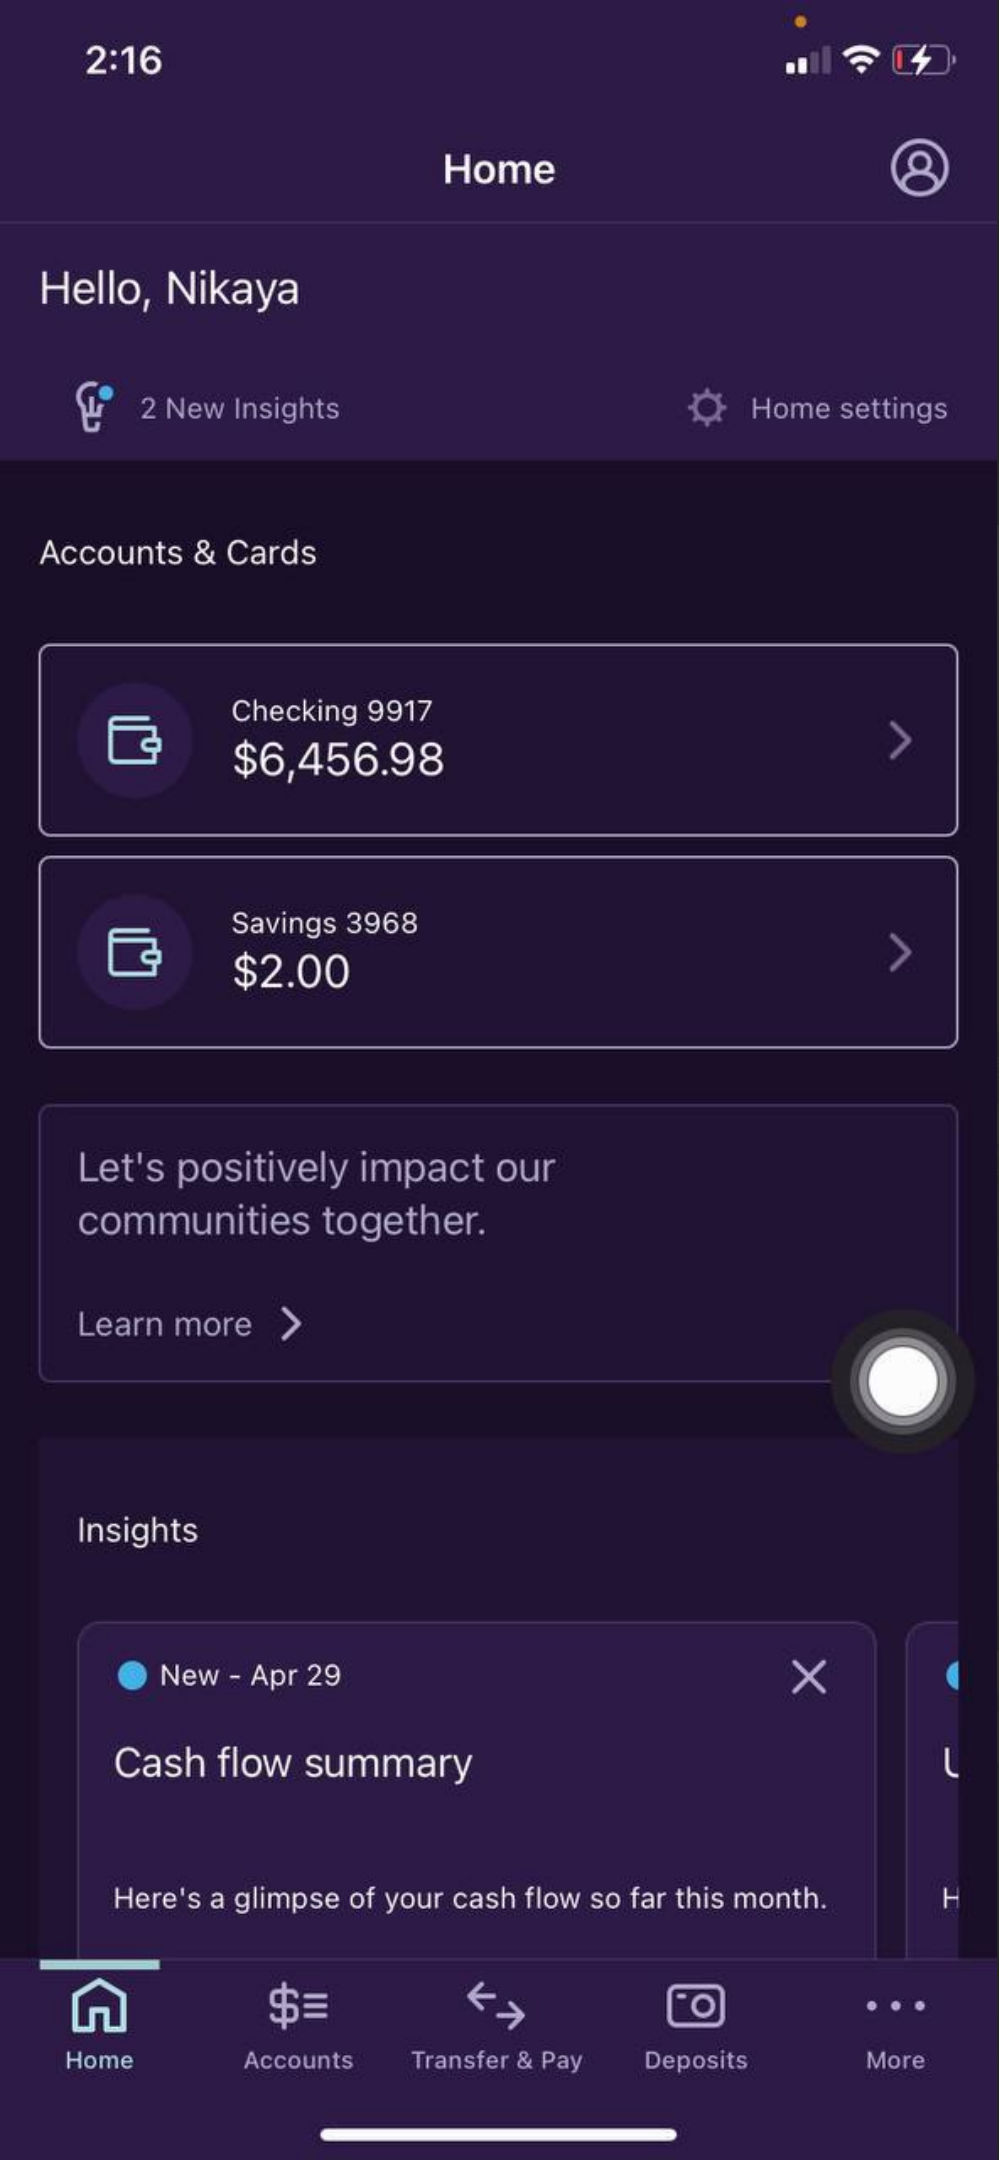 2:16
Home
Hello, Nikaya
2 New Insights
Home settings
Accounts & Cards
Checking 9917
$6,456.98
Savings 3968
$2.00
Let's positively impact our
communities together.
Learn more
Insights
New - Apr 29
Cash flow summary
Here's a glimpse of your cash flow so far this month.
Home
Accounts
Transfer & Pay
Deposits
More